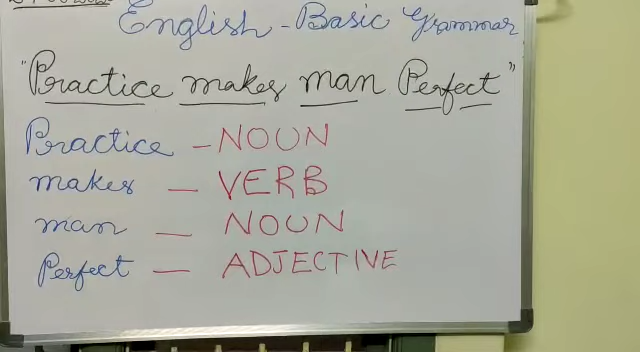 English - Basic Grammar
"Practice makes man Perfect"
Practice - NOUN
makes - VERB
man - NOUN
Perfect - ADJECTIVE